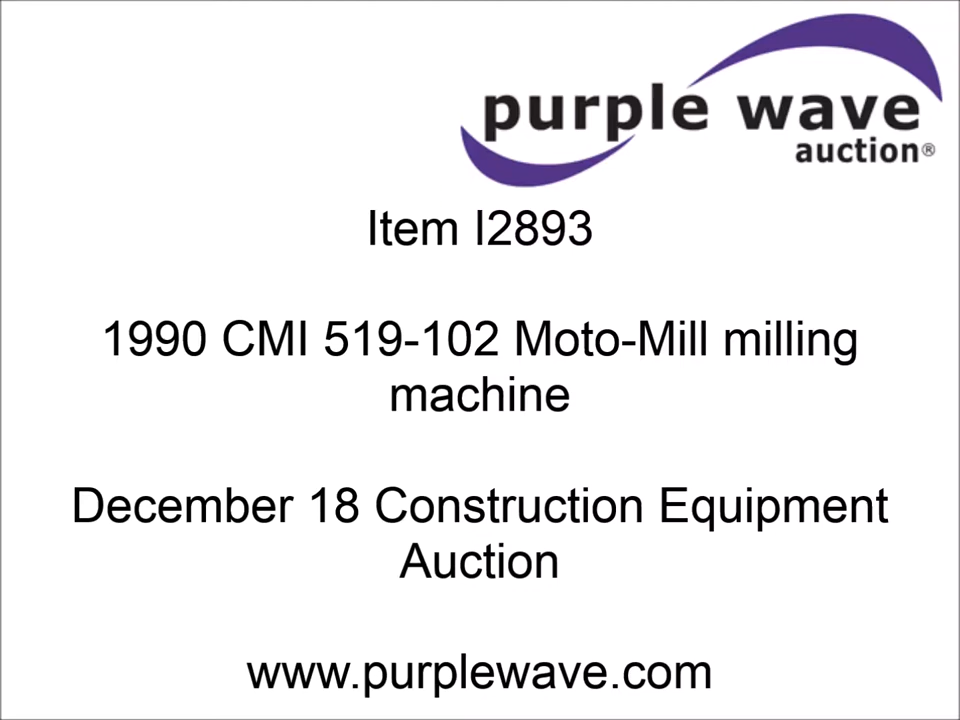 purple wave
auction®
Item I2893
1990 CMI 519-102 Moto-Mill milling
machine
December 18 Construction Equipment
Auction
www.purplewave.com